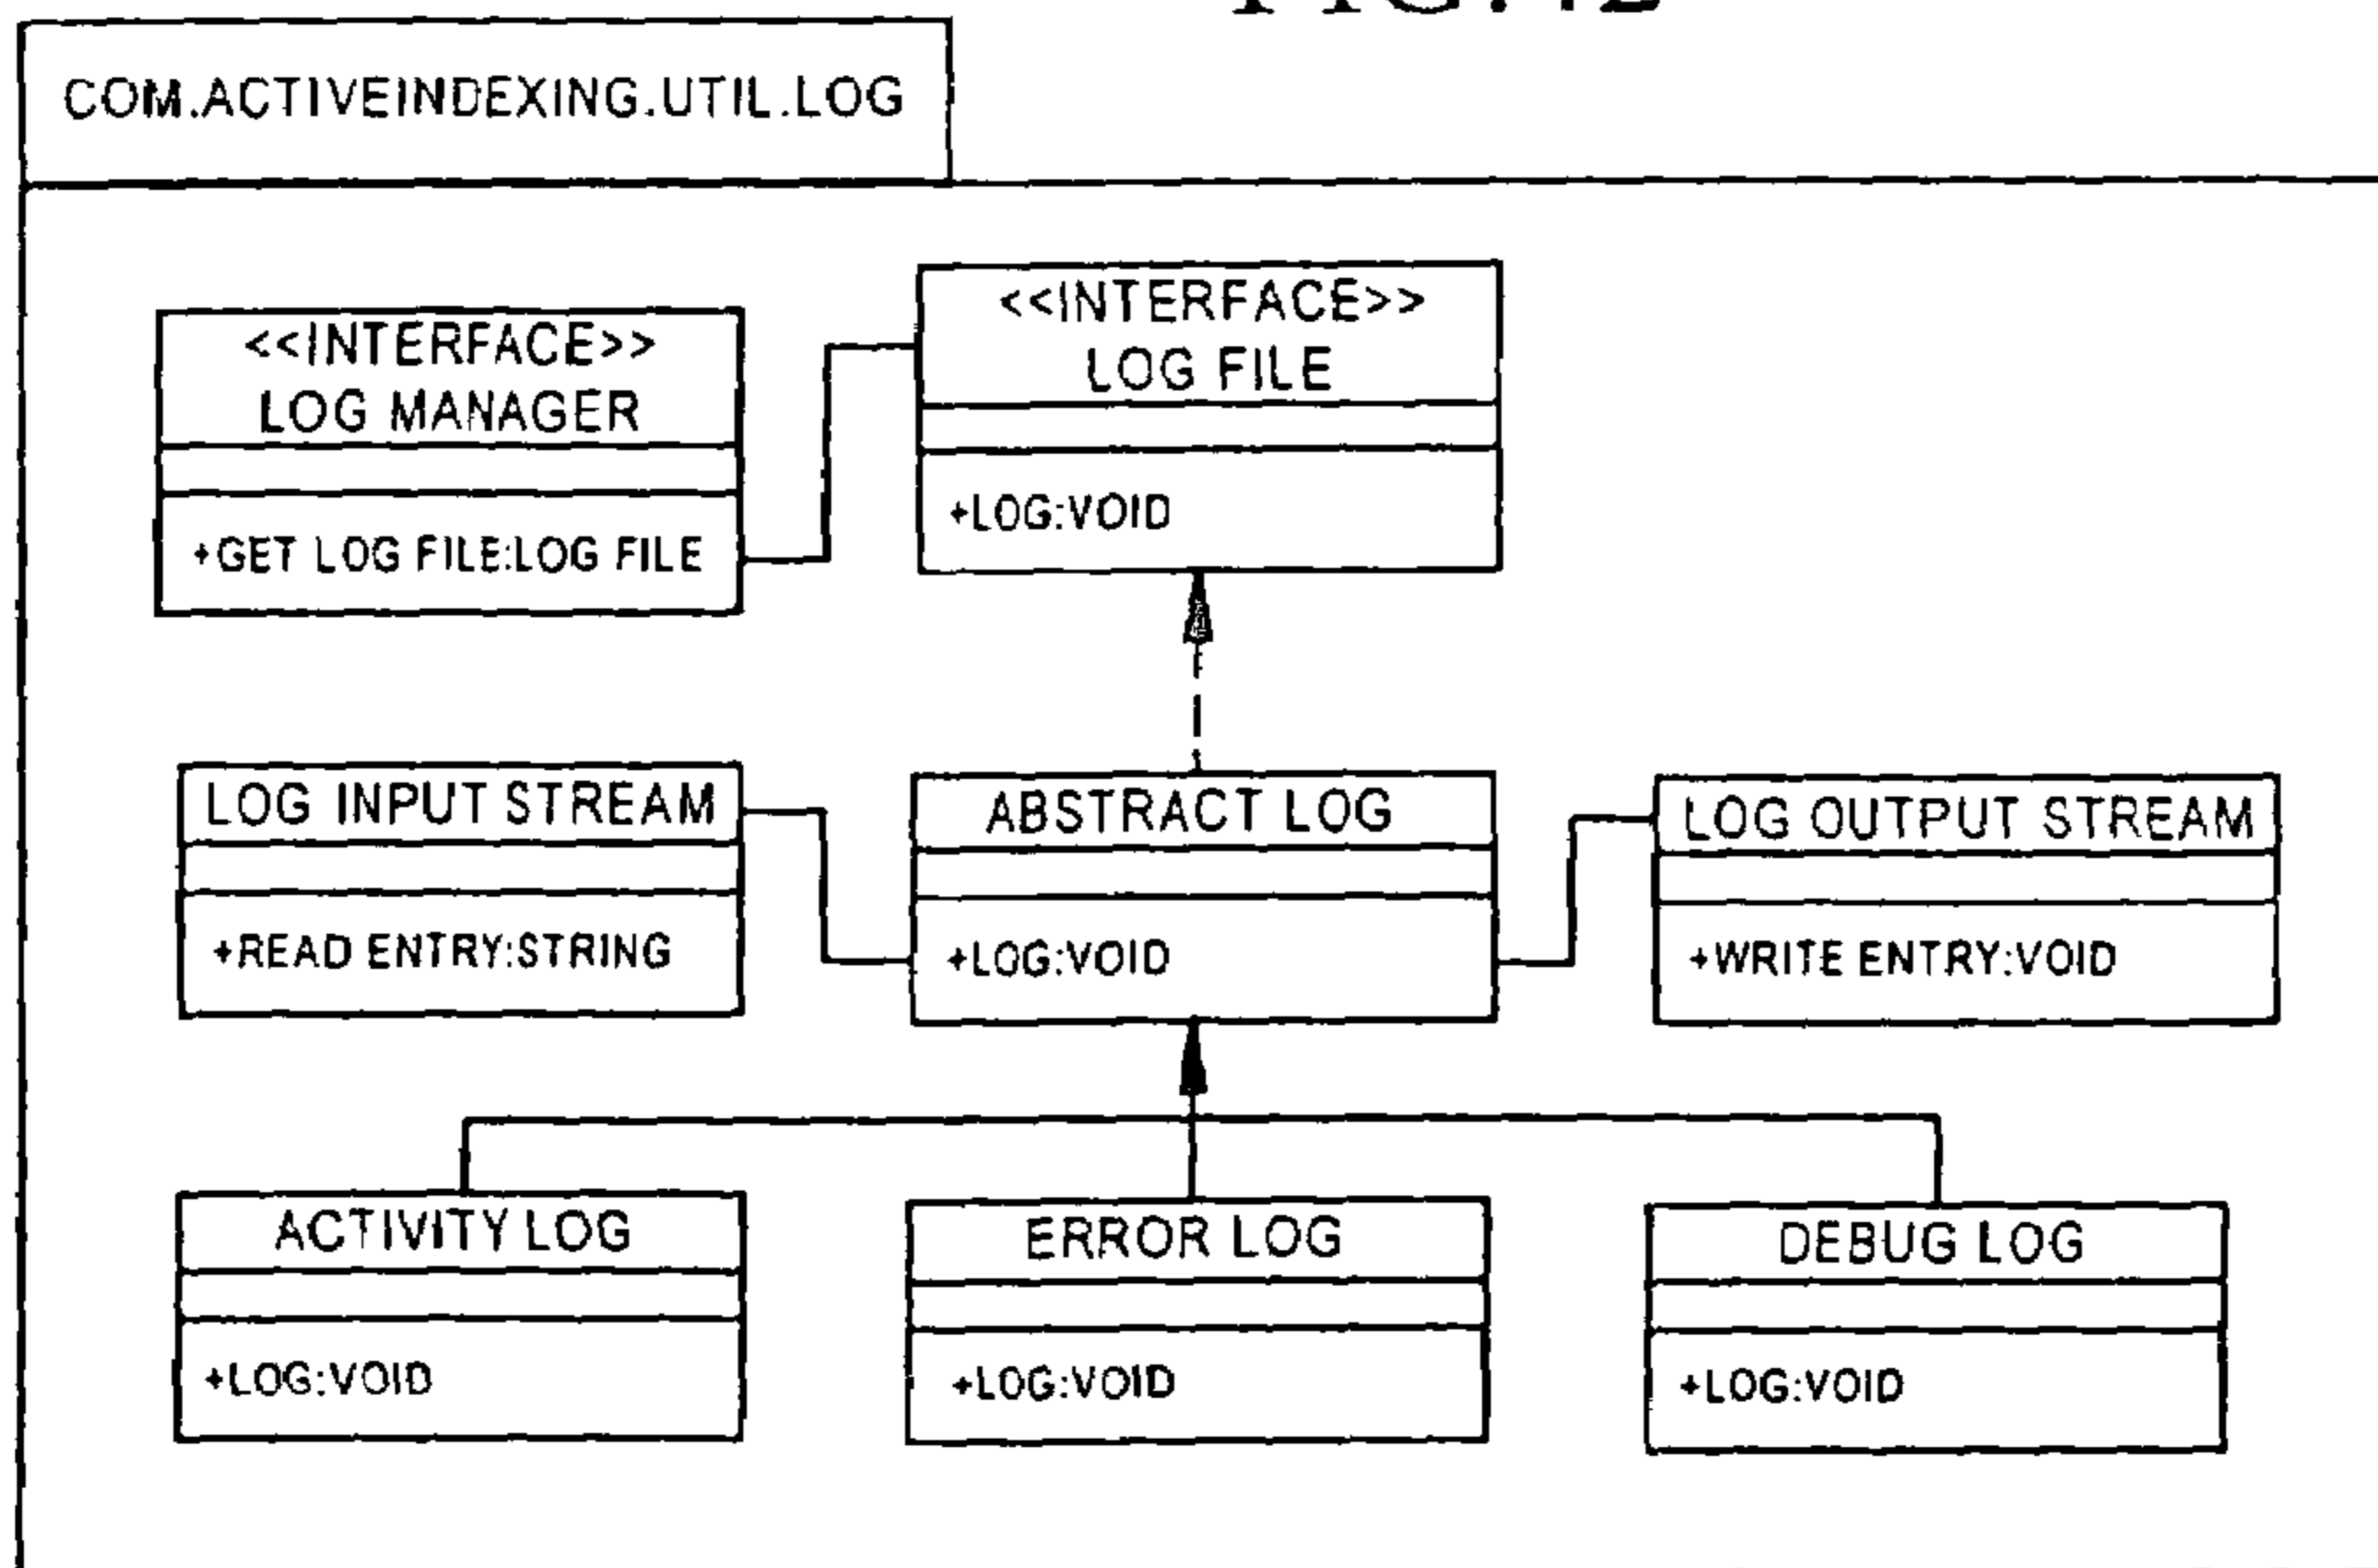 COM.ACTIVEINDEXING.UTIL.LOG
<<INTERFACE>>
LOG MANAGER
+GET LOG FILE:LOG FILE
<<INTERFACE>>
LOG FILE
+LOG:VOID
LOG INPUT STREAM
+READ ENTRY:STRING
ABSTRACT LOG
+LOG:VOID
LOG OUTPUT STREAM
+WRITE ENTRY:VOID
ACTIVITY LOG
+LOG:VOID
ERROR LOG
+LOG:VOID
DEBUG LOG
+LOG:VOID